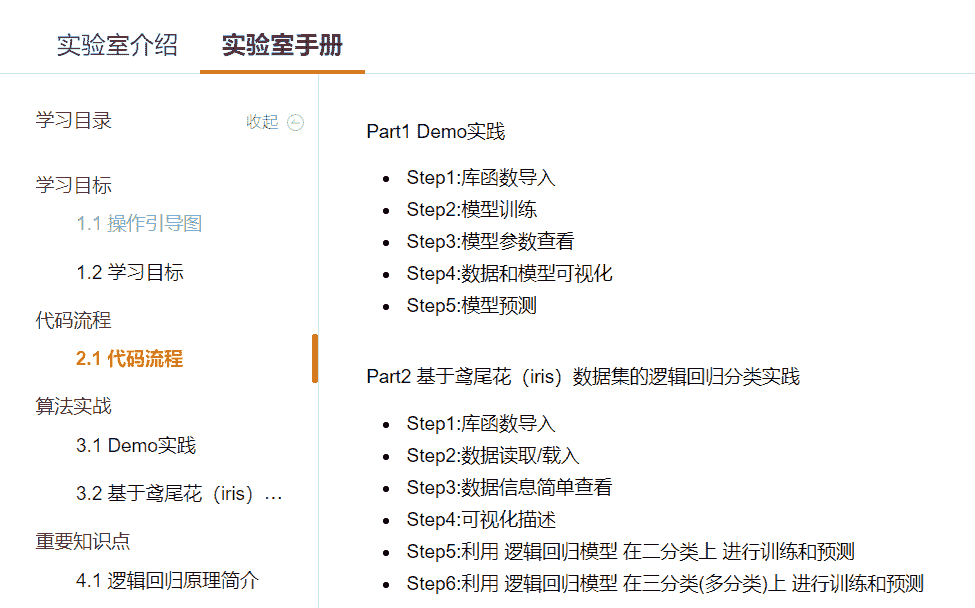 实验室介绍 实验室手册
学习目录 收起
学习目标
1.1 操作引导图
1.2 学习目标
代码流程
2.1 代码流程
算法实战
3.1 Demo实践
3.2 基于鸢尾花（iris）…
重要知识点
4.1 逻辑回归原理简介
Part1 Demo实践
Step1:库函数导入
Step2:模型训练
Step3:模型参数查看
Step4:数据和模型可视化
Step5:模型预测
Part2 基于鸢尾花（iris）数据集的逻辑回归分类实践
Step1:库函数导入
Step2:数据读取/载入
Step3:数据信息简单查看
Step4:可视化描述
Step5:利用 逻辑回归模型 在二分类上 进行训练和预测
Step6:利用 逻辑回归模型 在三分类(多分类)上 进行训练和预测